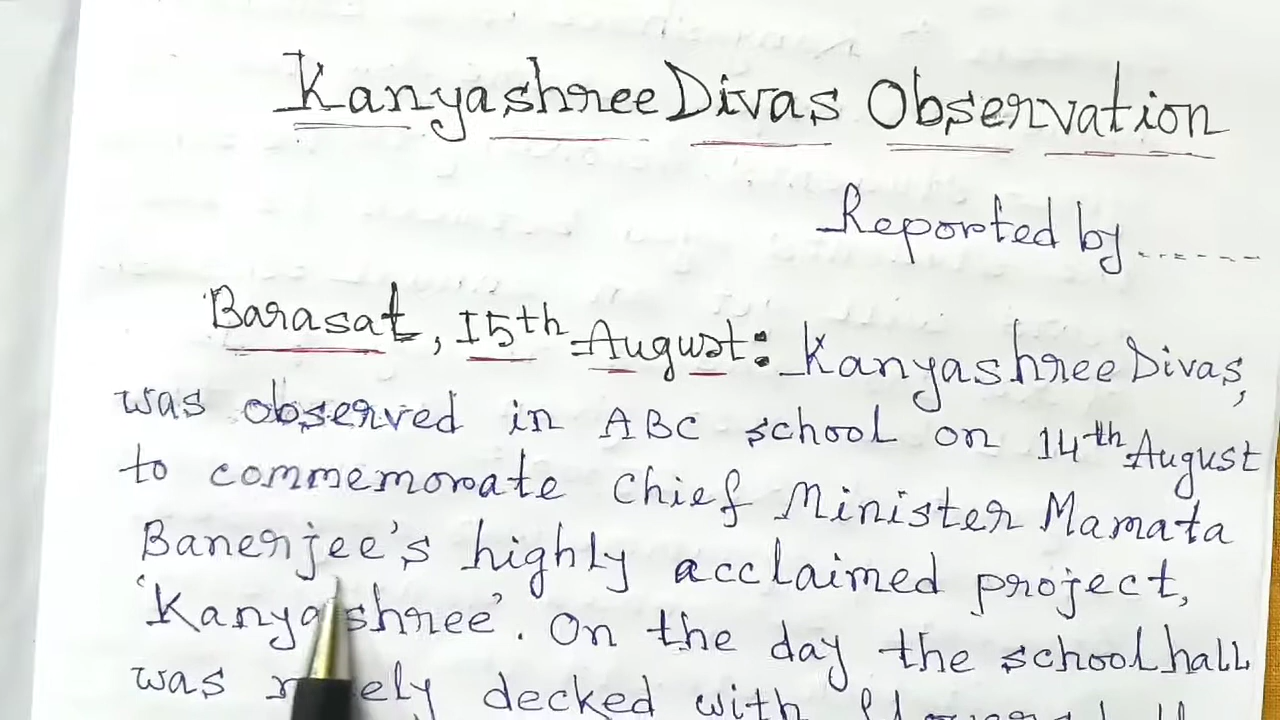 Kanyashree Divas Observation
Reported by.......
Barasat, 15th August: Kanyashree Divas,
was observed in ABC school on 14th August
to commemorate Chief Minister Mamata
Banerjee's highly acclaimed project,
'Kanyashree'. On the day the school hall
was decked with